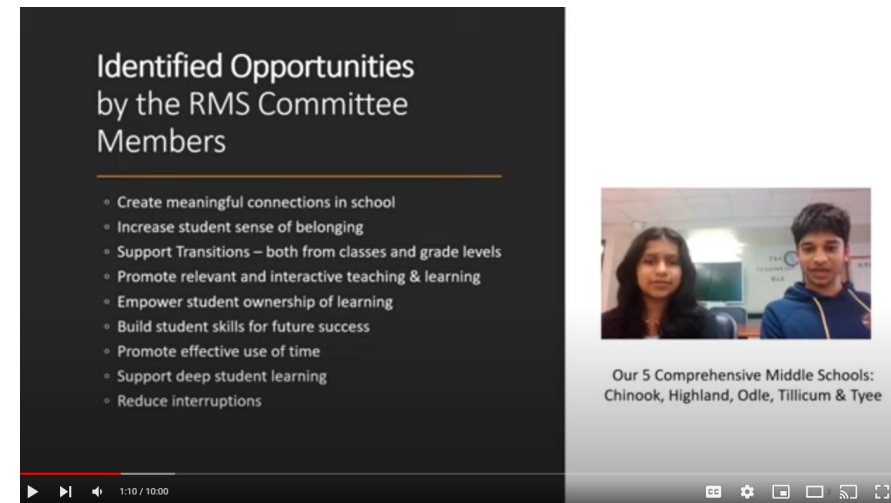 Identified Opportunities
by the RMS Committee
Members
Create meaningful connections in school
Increase student sense of belonging
Support Transitions – both from classes and grade levels
Promote relevant and interactive teaching & learning
Empower student ownership of learning
Build student skills for future success
Promote effective use of time
Support deep student learning
Reduce interruptions
Our 5 Comprehensive Middle Schools:
Chinook, Highland, Odle, Tillicum & Tyee
1:10 / 10:00
CC